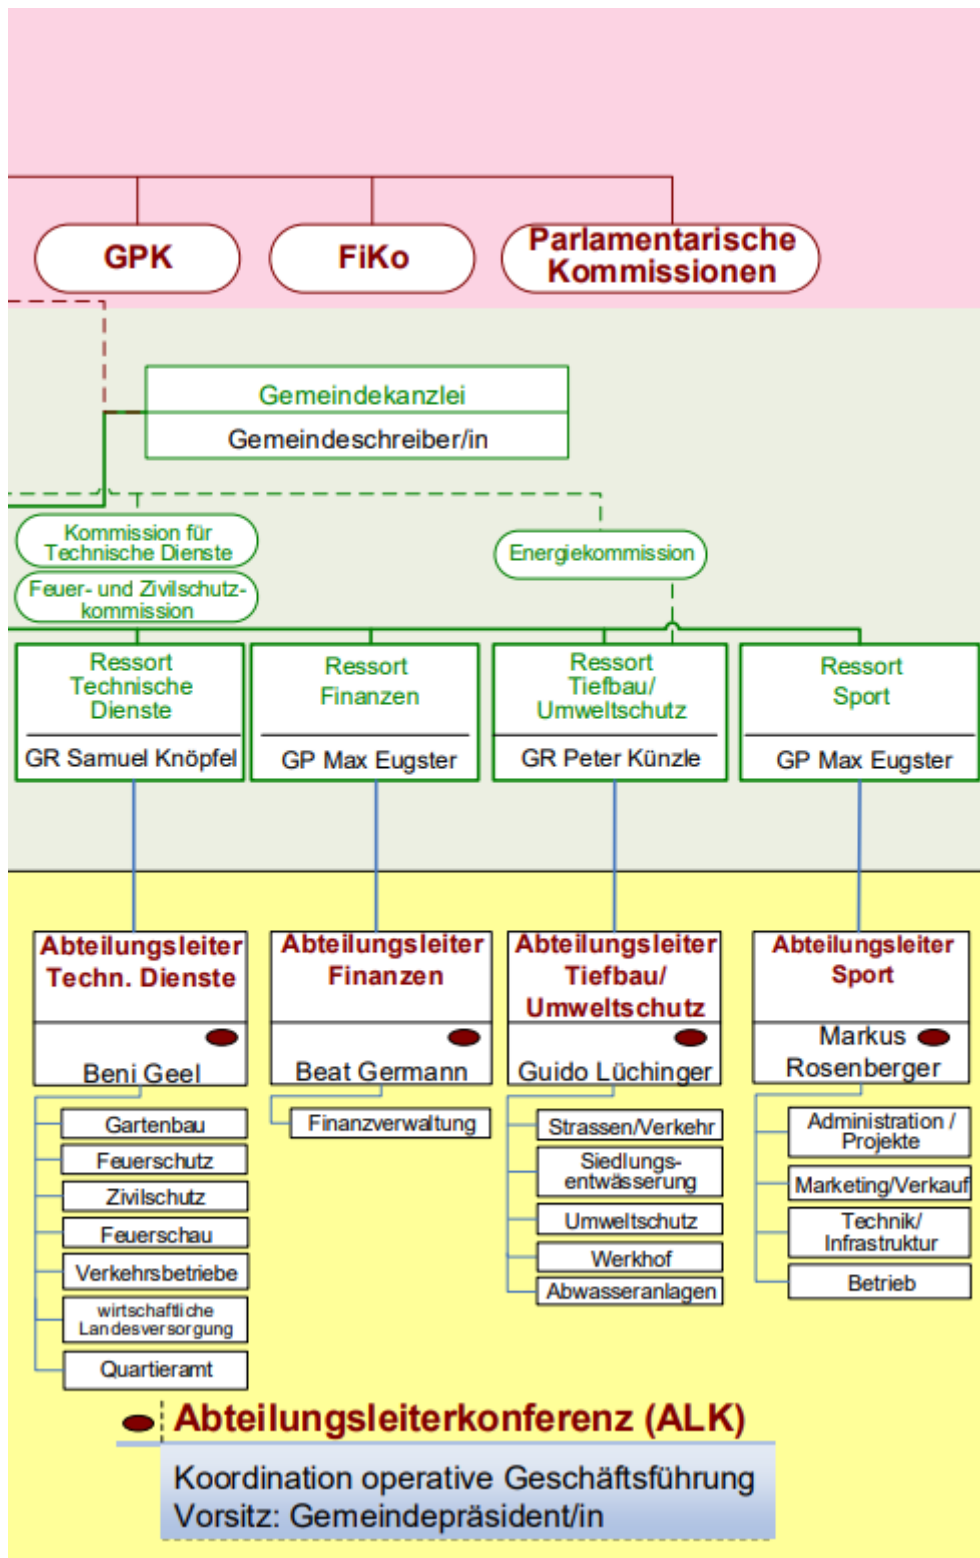 GPK
FiKo
Parlamentarische
Kommissionen
Gemeindekanzlei
Gemeindeschreiber/in
Kommission für
Technische Dienste
Feuer- und Zivilschutz-
kommission
Energiekommission
Ressort
Technische
Dienste
GR Samuel Knöpfel
Ressort
Finanzen
GP Max Eugster
Ressort
Tiefbau/
Umweltschutz
GR Peter Künzle
Ressort
Sport
GP Max Eugster
Abteilungsleiter
Techn. Dienste
Beni Geel
Gartenbau
Feuerschutz
Zivilschutz
Feuerschau
Verkehrsbetriebe
wirtschaftliche
Landesversorgung
Quartieramt
Abteilungsleiter
Finanzen
Beat Germann
Finanzverwaltung
Abteilungsleiter
Tiefbau/
Umweltschutz
Guido Lüchinger
Strassen/Verkehr
Siedlungs-
entwässerung
Umweltschutz
Werkhof
Abwasseranlagen
Abteilungsleiter
Sport
Markus
Rosenberger
Administration /
Projekte
Marketing/Verkauf
Technik/
Infrastruktur
Betrieb
Abteilungsleiterkonferenz (ALK)
Koordination operative Geschäftsführung
Vorsitz: Gemeindepräsident/in